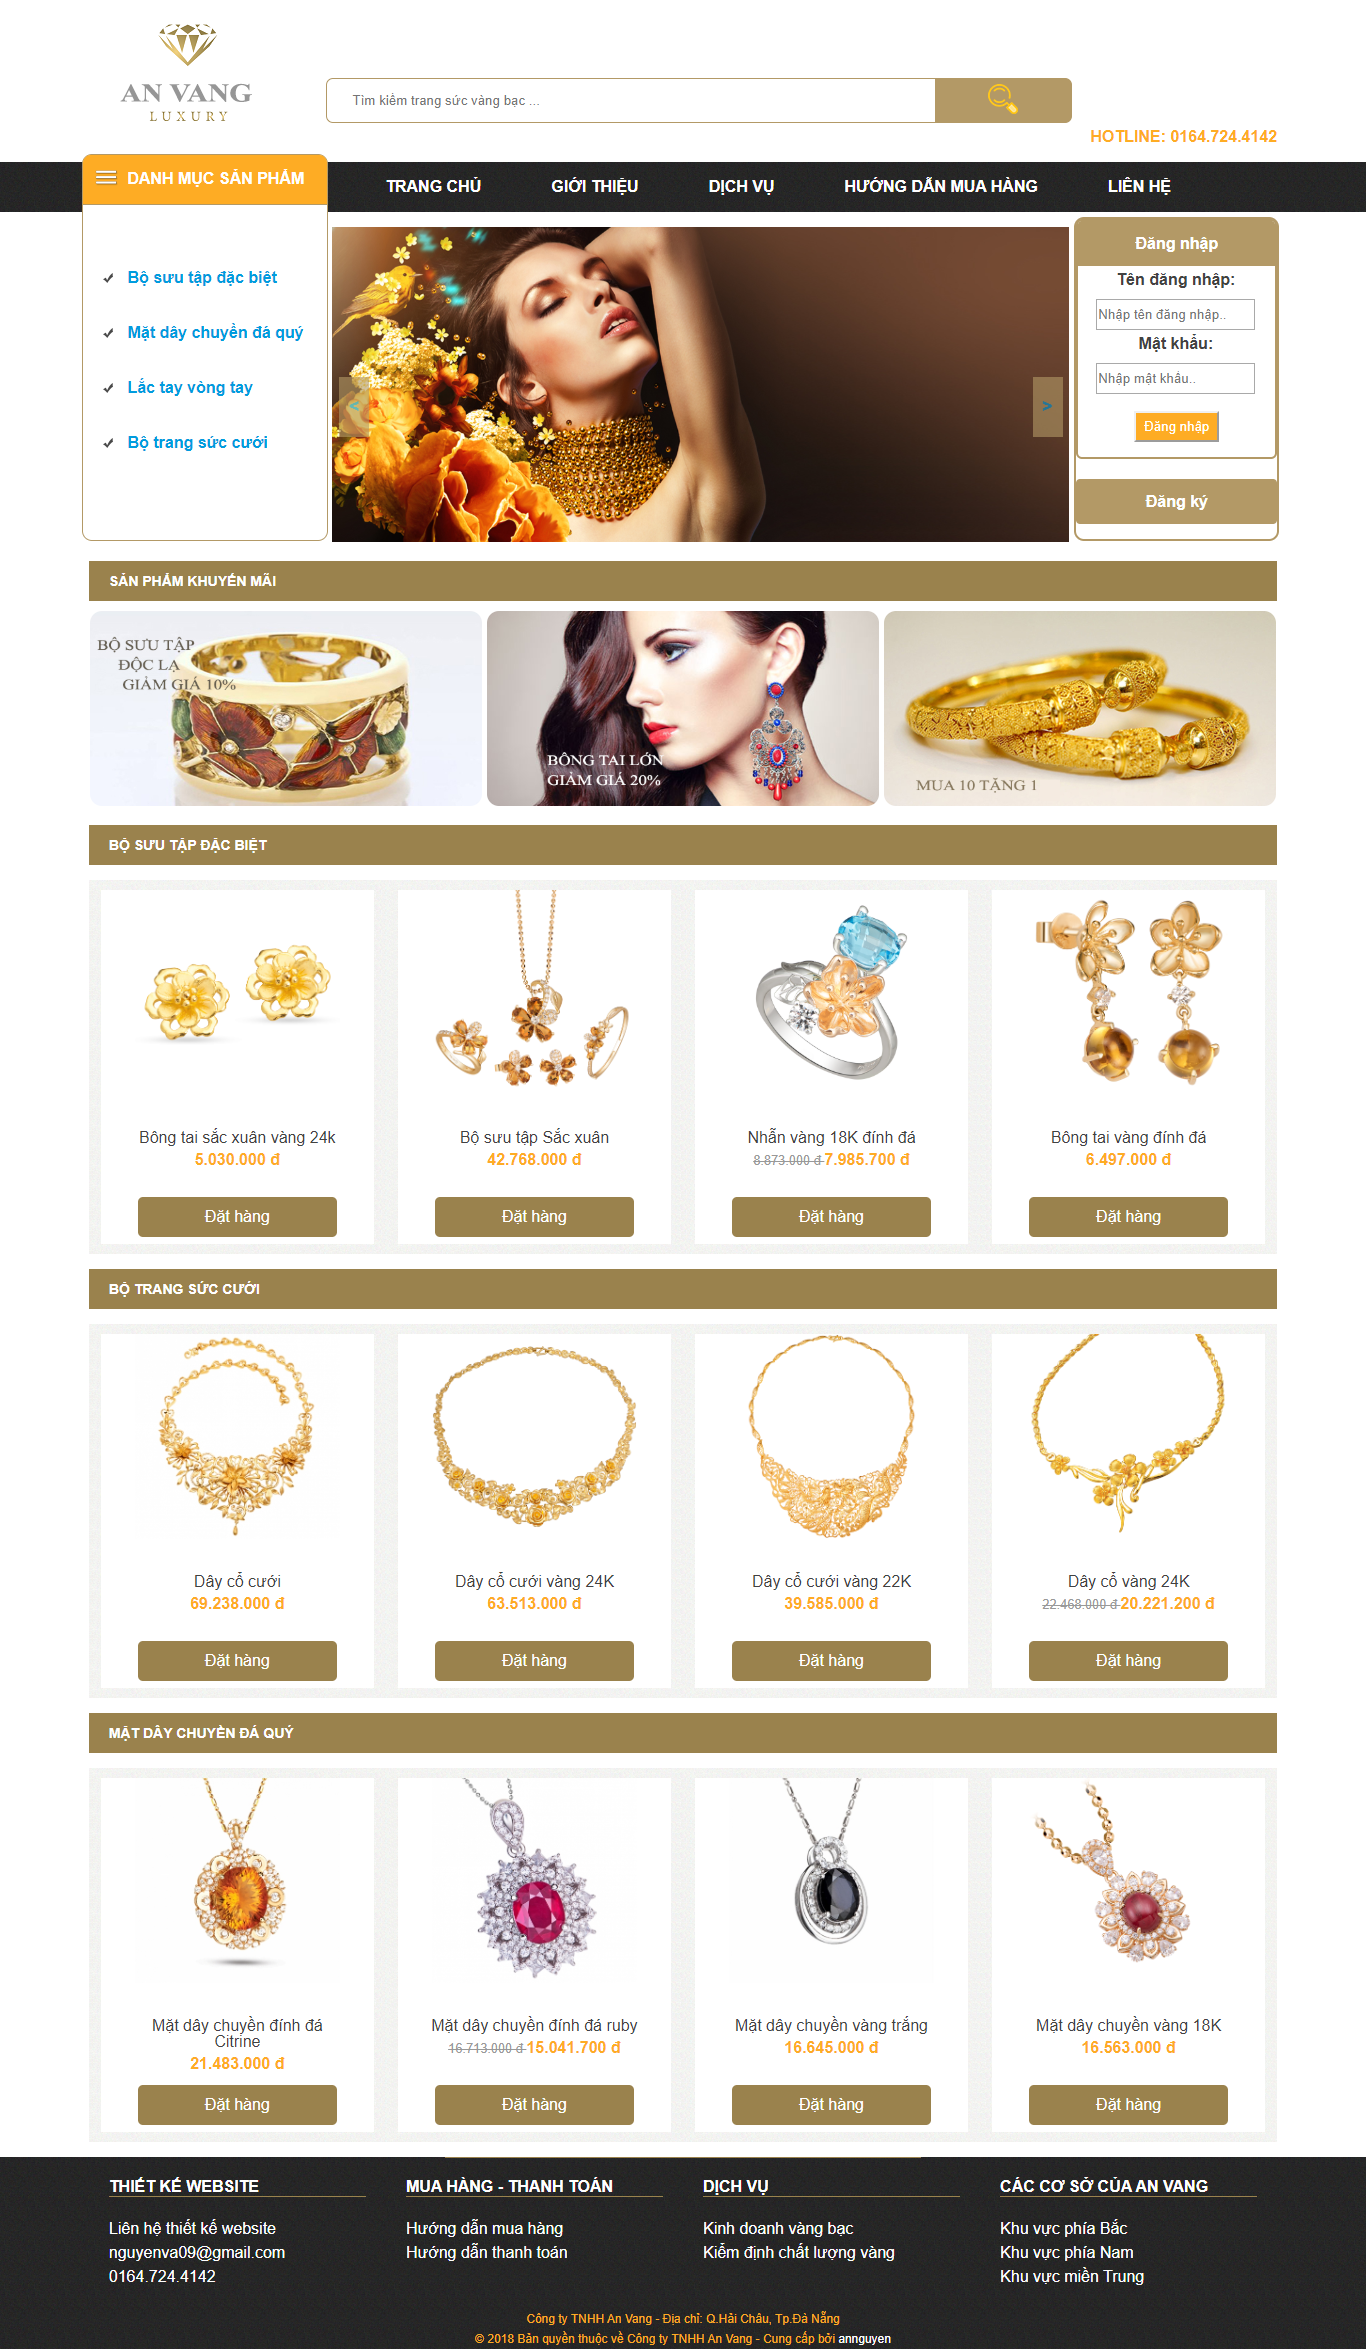 AN VANG
LUXURY
Tìm kiếm trang sức vàng bạc ...
HOTLINE: 0164.724.4142
DANH MỤC SẢN PHẨM
TRANG CHỦ
GIỚI THIỆU
DỊCH VỤ
HƯỚNG DẪN MUA HÀNG
LIÊN HỆ
Bộ sưu tập đặc biệt
Mặt dây chuyền đá quý
Lắc tay vòng tay
Bộ trang sức cưới
<
>
Đăng nhập
Tên đăng nhập:
Nhập tên đăng nhập..
Mật khẩu:
Nhập mật khẩu..
Đăng nhập
Đăng ký
SẢN PHẨM KHUYẾN MÃI
BỘ SƯU TẬP
ĐỘC LẠ
GIẢM GIÁ 10%
BÔNG TAI LỚN
GIẢM GIÁ 20%
MUA 10 TẶNG 1
BỘ SƯU TẬP ĐẶC BIỆT
Bông tai sắc xuân vàng 24k
5.030.000 đ
Đặt hàng
Bộ sưu tập Sắc xuân
42.768.000 đ
Đặt hàng
Nhẫn vàng 18K đính đá
8.873.000 đ 7.985.700 đ
Đặt hàng
Bông tai vàng đính đá
6.497.000 đ
Đặt hàng
BỘ TRANG SỨC CƯỚI
Dây cổ cưới
69.238.000 đ
Đặt hàng
Dây cổ cưới vàng 24K
63.513.000 đ
Đặt hàng
Dây cổ cưới vàng 22K
39.585.000 đ
Đặt hàng
Dây cổ vàng 24K
22.468.000 đ 20.221.200 đ
Đặt hàng
MẶT DÂY CHUYỀN ĐÁ QUÝ
Mặt dây chuyền đính đá
Citrine
21.483.000 đ
Đặt hàng
Mặt dây chuyền đính đá ruby
16.713.000 đ 15.041.700 đ
Đặt hàng
Mặt dây chuyền vàng trắng
16.645.000 đ
Đặt hàng
Mặt dây chuyền vàng 18K
16.563.000 đ
Đặt hàng
THIẾT KẾ WEBSITE
Liên hệ thiết kế website
nguyenva09@gmail.com
0164.724.4142
MUA HÀNG - THANH TOÁN
Hướng dẫn mua hàng
Hướng dẫn thanh toán
DỊCH VỤ
Kinh doanh vàng bạc
Kiểm định chất lượng vàng
CÁC CƠ SỞ CỦA AN VANG
Khu vực phía Bắc
Khu vực phía Nam
Khu vực miền Trung
Công ty TNHH An Vang - Địa chỉ: Q.Hải Châu, Tp.Đà Nẵng
© 2018 Bản quyền thuộc về Công ty TNHH An Vang - Cung cấp bởi annguyen